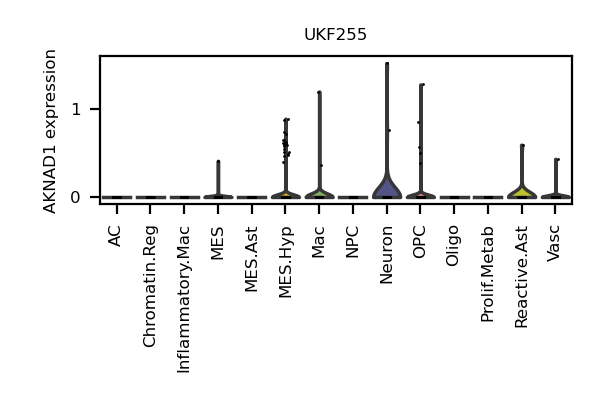 UKF255
AKNAD1 expression
1
0
AC
Chromatin.Reg
Inflammatory.Mac
MES
MES.Ast
MES.Hyp
Mac
NPC
Neuron
OPC
Oligo
Prolif.Metab
Reactive.Ast
Vasc